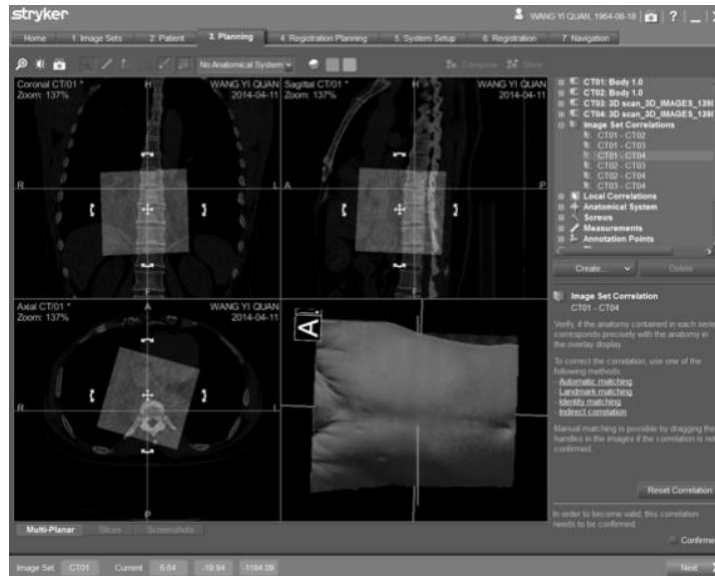 stryker
WANG YI QUAN, 1964-08-18
?
Home
1. Image Sets
2. Patient
3. Planning
4. Registration Planning
5. System Setup
6. Registration
7. Navigation
No Anatomical System
Coronal CT/01 *
Zoom: 137%
H
WANG YI QUAN
2014-04-11
R
L
F
Sagittal CT/01 *
Zoom: 137%
H
WANG YI QUAN
2014-04-11
A
P
F
Axial CT/01 *
Zoom: 137%
A
WANG YI QUAN
2014-04-11
R
L
P
A
CT01: Body 1.0
CT02: Body 1.0
CT03: 3D scan_3D_IMAGES_139
CT04: 3D scan_3D_IMAGES_139
Image Set Correlations
CT01 - CT02
CT01 - CT03
CT01 - CT04
CT02 - CT03
CT02 - CT04
CT03 - CT04
Local Correlations
Anatomical System
Screws
Measurements
Annotation Points
Create...
Delete
Image Set Correlation
CT01 - CT04
Verify, if the anatomy contained in each serie
corresponds precisely with the anatomy in
the overlay display.
To correct the correlation, use one of the
following methods:
- Automatic matching
- Landmark matching
- Identity matching
- Indirect correlation
Manual matching is possible by dragging the
handles in the images if the correlation is not
confirmed.
Reset Correlation
In order to become valid, this correlation
needs to be confirmed.
Confirme
Multi-Planar
Slices
Screenshots
Image Set
CT01
Current
6.64
-19.94
-1184.09
Next